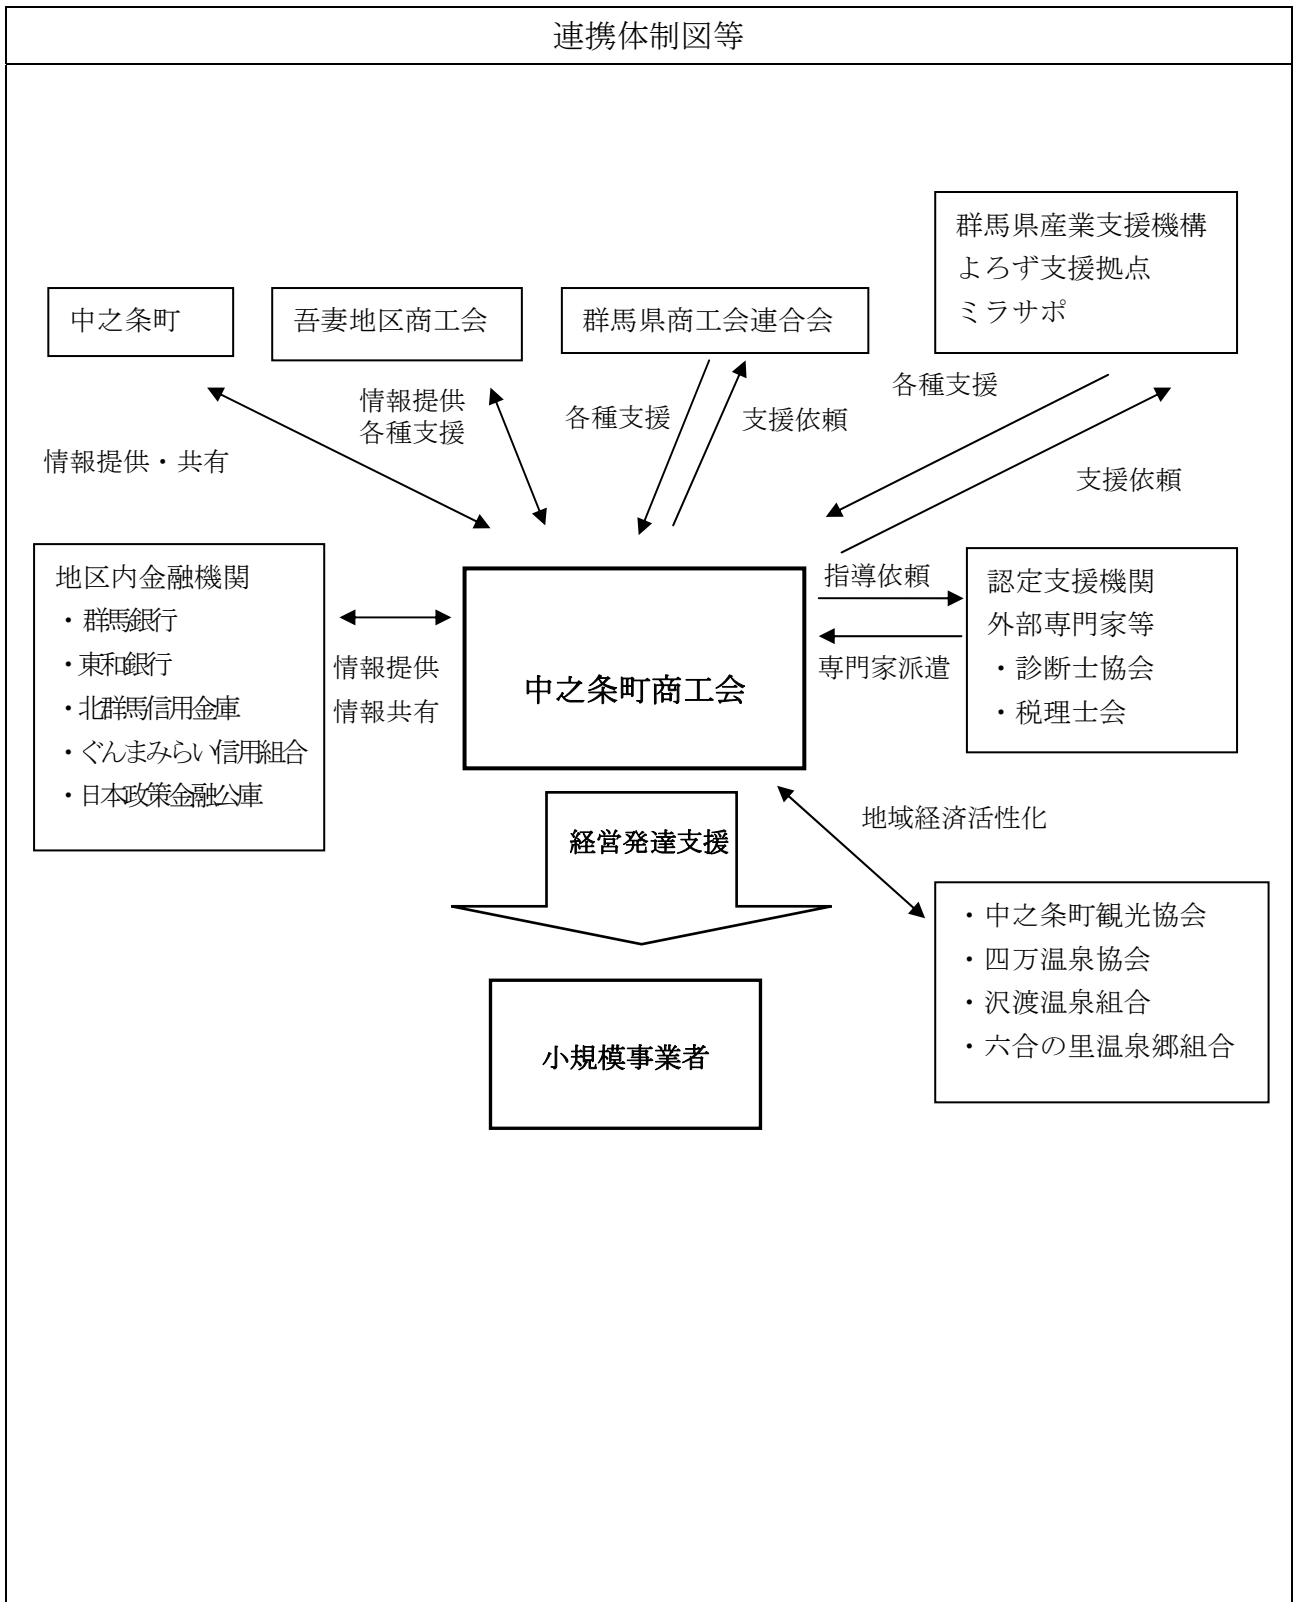 連携体制図等
群馬県産業支援機構
よろず支援拠点
ミラサポ
中之条町
吾妻地区商工会
群馬県商工会連合会
情報提供・共有
情報提供
各種支援
各種支援
支援依頼
各種支援
支援依頼
地区内金融機関
・群馬銀行
・東和銀行
・北群馬信用金庫
・ぐんまみらい信用組合
・日本政策金融公庫
情報提供
情報共有
中之条町商工会
指導依頼
専門家派遣
認定支援機関
外部専門家等
・診断士協会
・税理士会
経営発達支援
地域経済活性化
・中之条町観光協会
・四万温泉協会
・沢渡温泉組合
・六合の里温泉郷組合
小規模事業者